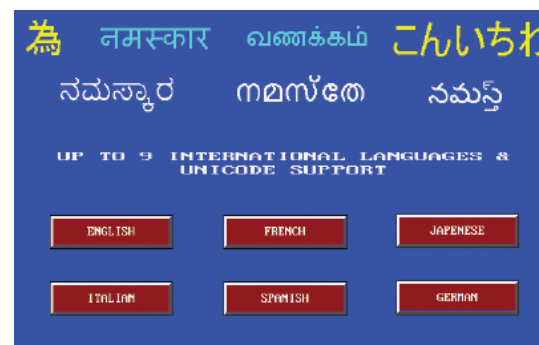 為 नमस्कार வணக்கம் こんいちわ
ನಮಸ್ಕಾರ നമസ്തേ నమస్తే
UP TO 9 INTERNATIONAL LANGUAGES &
UNICODE SUPPORT
ENGLISH FRENCH JAPENESE
ITALIAN SPANISH GERMAN